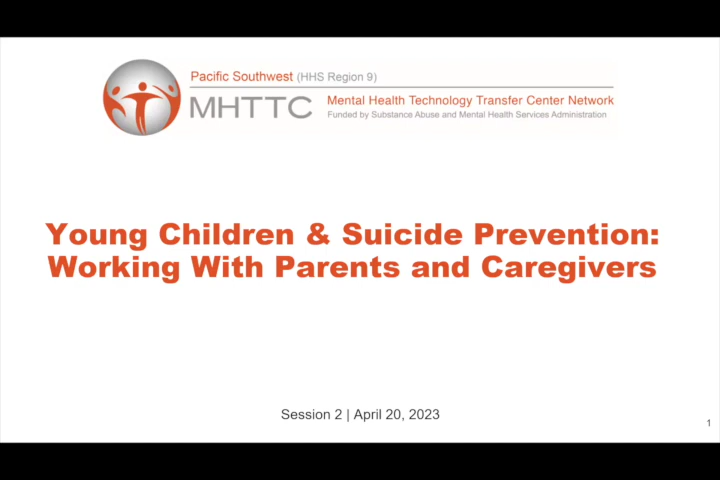 Pacific Southwest (HHS Region 9)
MHTTC
Mental Health Technology Transfer Center Network
Funded by Substance Abuse and Mental Health Services Administration
Young Children & Suicide Prevention:
Working With Parents and Caregivers
Session 2 | April 20, 2023
1